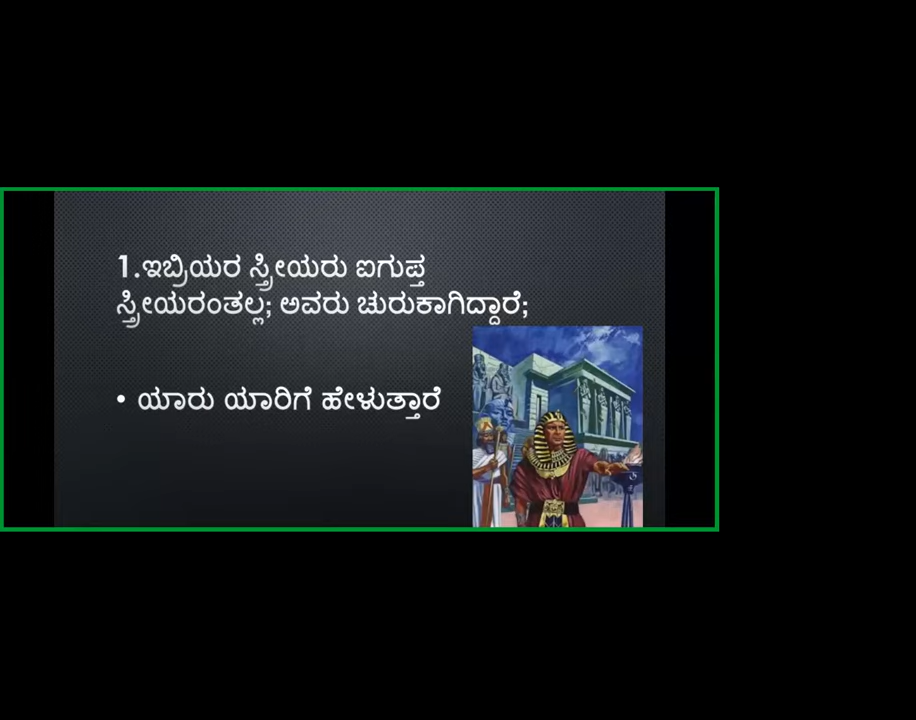 1.ಇಬ್ರಿಯರ ಸ್ತ್ರೀಯರು ಐಗುಪ್ತ
ಸ್ತ್ರೀಯರಂತಲ್ಲ; ಅವರು ಚುರುಕಾಗಿದ್ದಾರೆ;
• ಯಾರು ಯಾರಿಗೆ ಹೇಳುತ್ತಾರೆ